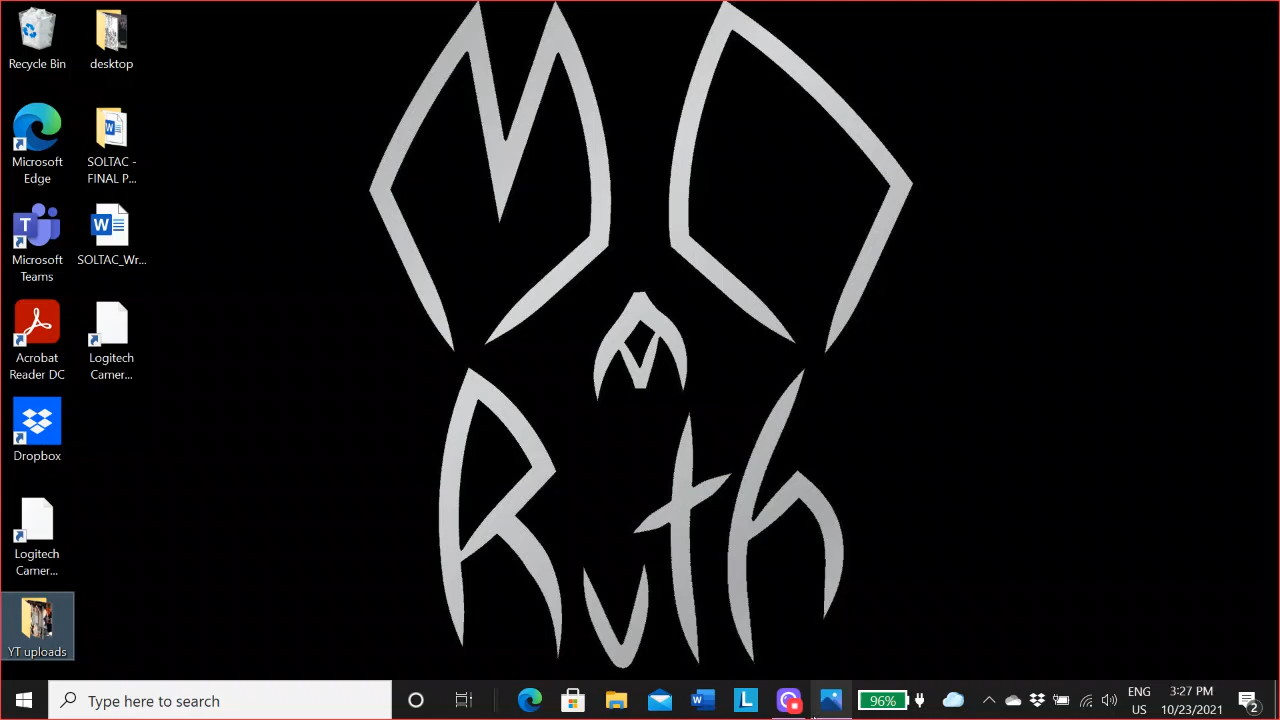 Recycle Bin
desktop
Microsoft
Edge
SOLTAC -
FINAL P...
Microsoft
Teams
SOLTAC_Wr...
Acrobat
Reader DC
Logitech
Camer...
Dropbox
Logitech
Camer...
YT uploads
Ruth
Type here to search
96%
ENG
US
3:27 PM
10/23/2021
2